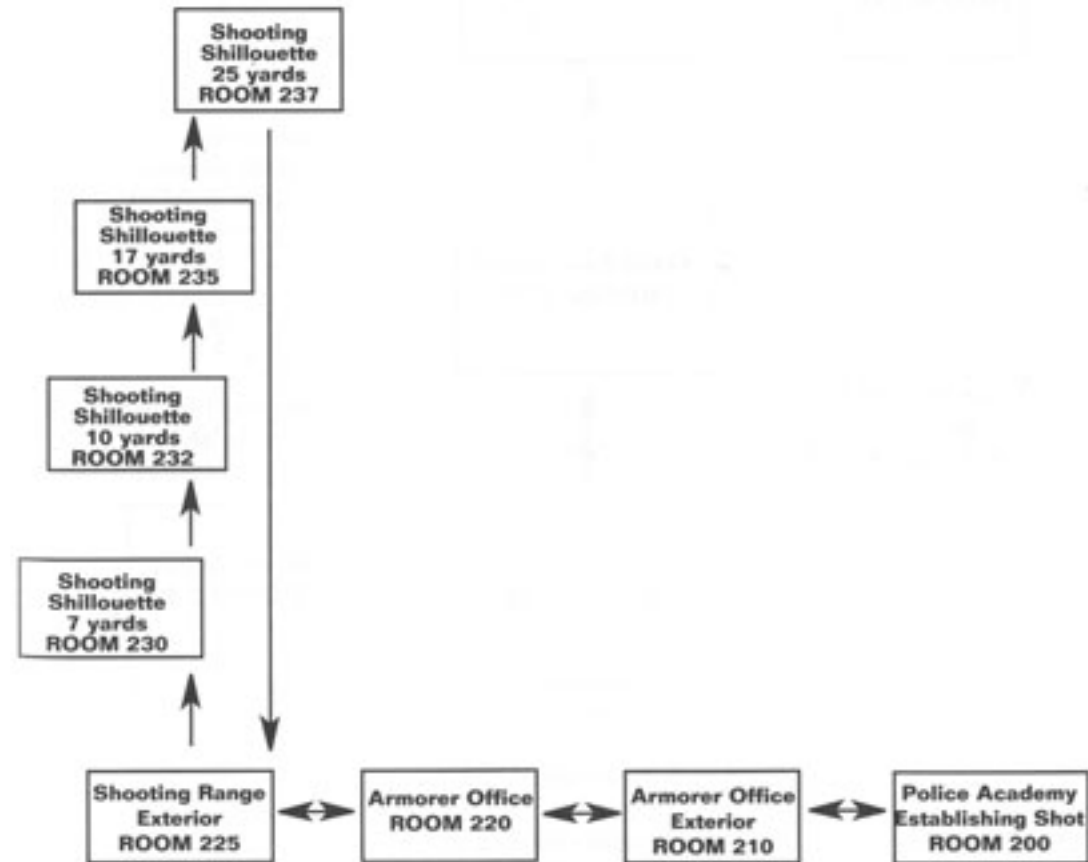 Shooting
Shillouette
25 yards
ROOM 237
Shooting
Shillouette
17 yards
ROOM 235
Shooting
Shillouette
10 yards
ROOM 232
Shooting
Shillouette
7 yards
ROOM 230
Shooting Range
Exterior
ROOM 225
Armorer Office
ROOM 220
Armorer Office
Exterior
ROOM 210
Police Academy
Establishing Shot
ROOM 200